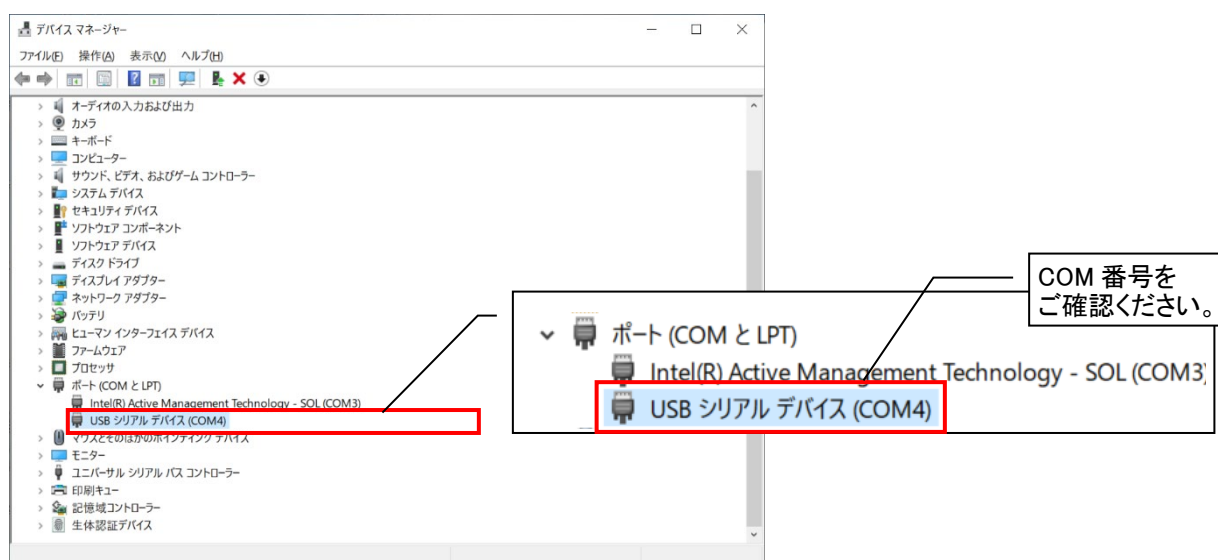 デバイス マネージャー
ファイル(F) 操作(A) 表示(V) ヘルプ(H)
オーディオの入力および出力
カメラ
キーボード
コンピューター
サウンド、ビデオ、およびゲーム コントローラー
システム デバイス
セキュリティ デバイス
ソフトウェア コンポーネント
ソフトウェア デバイス
ディスク ドライブ
ディスプレイ アダプター
ネットワーク アダプター
バッテリ
ヒューマン インターフェイス デバイス
ファームウェア
プロセッサ
ポート (COM と LPT)
Intel(R) Active Management Technology - SOL (COM3)
USB シリアル デバイス (COM4)
マウスとそのほかのポインティング デバイス
モニター
ユニバーサル シリアル バス コントローラー
印刷キュー
記憶域コントローラー
生体認証デバイス
COM 番号を
ご確認ください。
ポート (COM と LPT)
Intel(R) Active Management Technology - SOL (COM3)
USB シリアル デバイス (COM4)